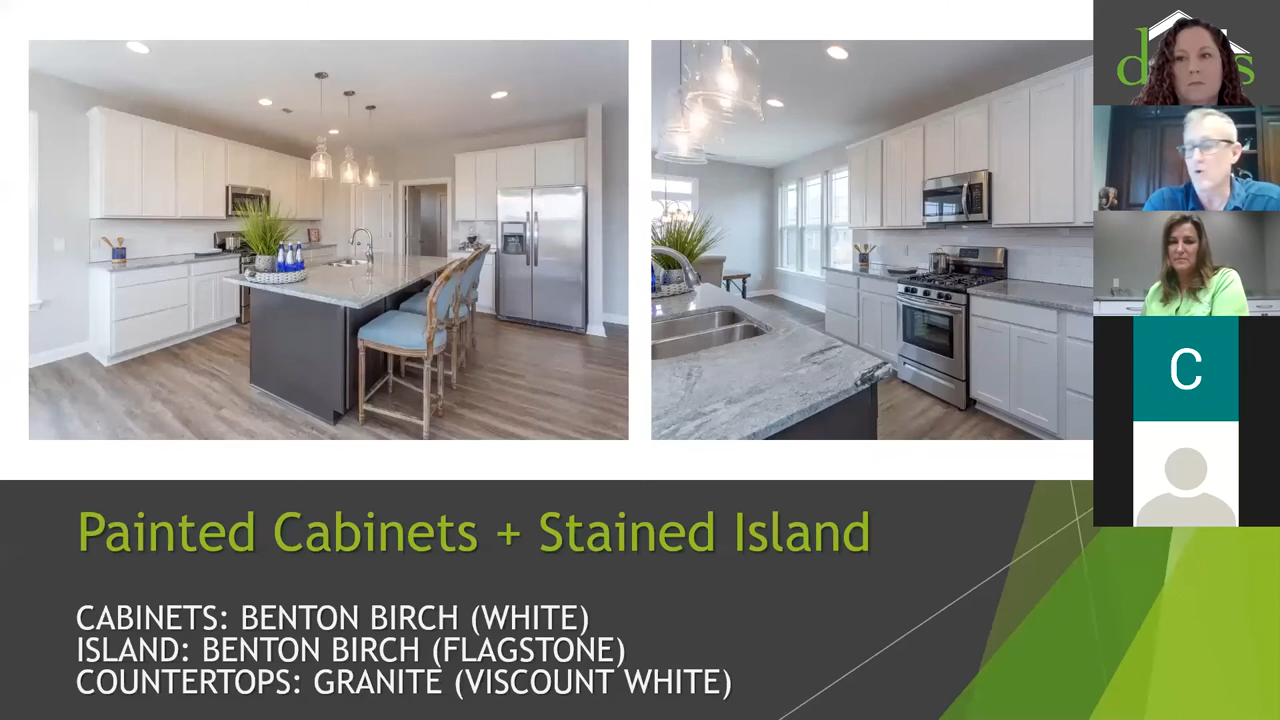 Painted Cabinets + Stained Island
CABINETS: BENTON BIRCH (WHITE)
ISLAND: BENTON BIRCH (FLAGSTONE)
COUNTERTOPS: GRANITE (VISCOUNT WHITE)
C